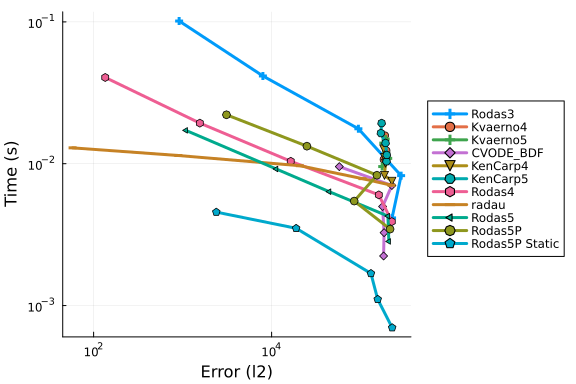 10⁻¹
10⁻²
10⁻³
Time (s)
10²
10⁴
Error (l2)
Rodas3
Kvaerno4
Kvaerno5
CVODE_BDF
KenCarp4
KenCarp5
Rodas4
radau
Rodas5
Rodas5P
Rodas5P Static